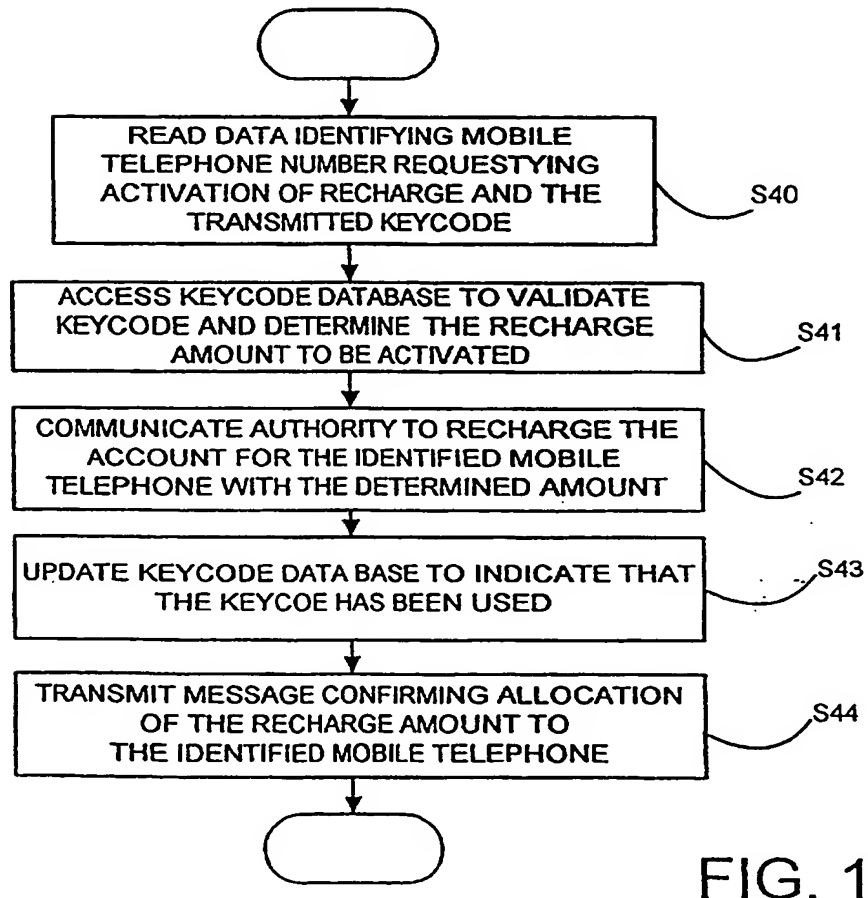 READ DATA IDENTIFYING MOBILE
TELEPHONE NUMBER REQUESTYING
ACTIVATION OF RECHARGE AND THE
TRANSMITTED KEYCODE
S40
ACCESS KEYCODE DATABASE TO VALIDATE
KEYCODE AND DETERMINE THE RECHARGE
AMOUNT TO BE ACTIVATED
S41
COMMUNICATE AUTHORITY TO RECHARGE THE
ACCOUNT FOR THE IDENTIFIED MOBILE
TELEPHONE WITH THE DETERMINED AMOUNT
S42
UPDATE KEYCODE DATA BASE TO INDICATE THAT
THE KEYCOE HAS BEEN USED
S43
TRANSMIT MESSAGE CONFIRMING ALLOCATION
OF THE RECHARGE AMOUNT TO
THE IDENTIFIED MOBILE TELEPHONE
S44
FIG. 1